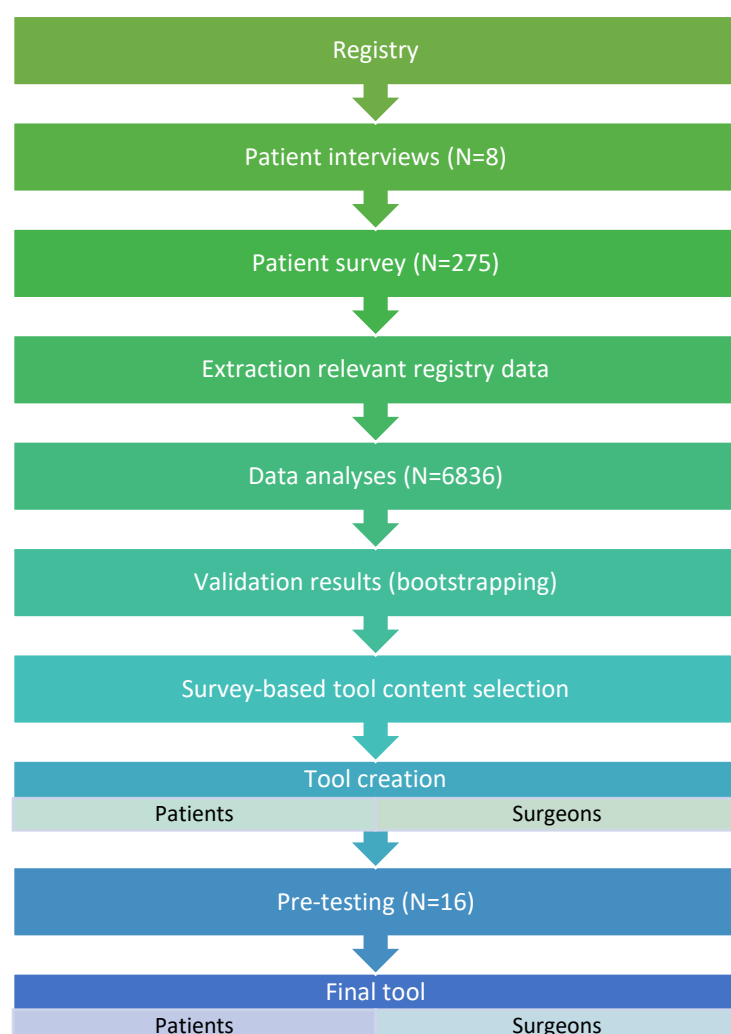 Registry
Patient interviews (N=8)
Patient survey (N=275)
Extraction relevant registry data
Data analyses (N=6836)
Validation results (bootstrapping)
Survey-based tool content selection
Tool creation
Patients Surgeons
Pre-testing (N=16)
Final tool
Patients Surgeons